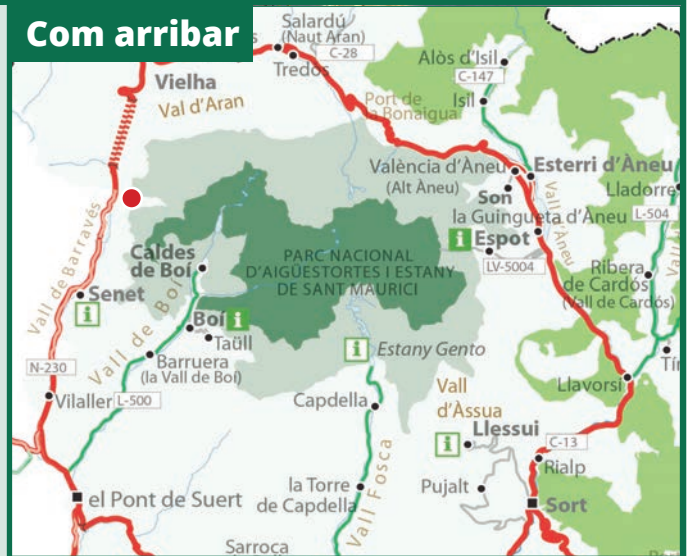 Com arribar
Salardú
(Naut Aran)
C-28
Tredòs
Alòs d'Isil
C-147
Isil
Vielha
Val d'Aran
Port de
la Bonaigua
València d'Àneu
(Alt Àneu)
Esterri d'Àneu
Son
Lladorre
la Guingueta d'Àneu
Vall d'Àneu
L-504
i Espot
LV-5004
PARC NACIONAL
D'AIGÜESTORTES I ESTANY
DE SANT MAURICI
Caldes
de Boí
Vall de Barravés
Senet
i
Vall de Boí
Boí i
Taüll
Barruera
(la Vall de Boí)
Ribera
de Cardós
(Vall de Cardós)
i Estany Gento
N-230
Vilaller
L-500
Capdella
Vall
d'Àssua
Llavorsí
i
Llessui
C-13
Rialp
Pujalt
Sort
el Pont de Suert
la Torre
de Capdella
Vall Fosca
Sarroca